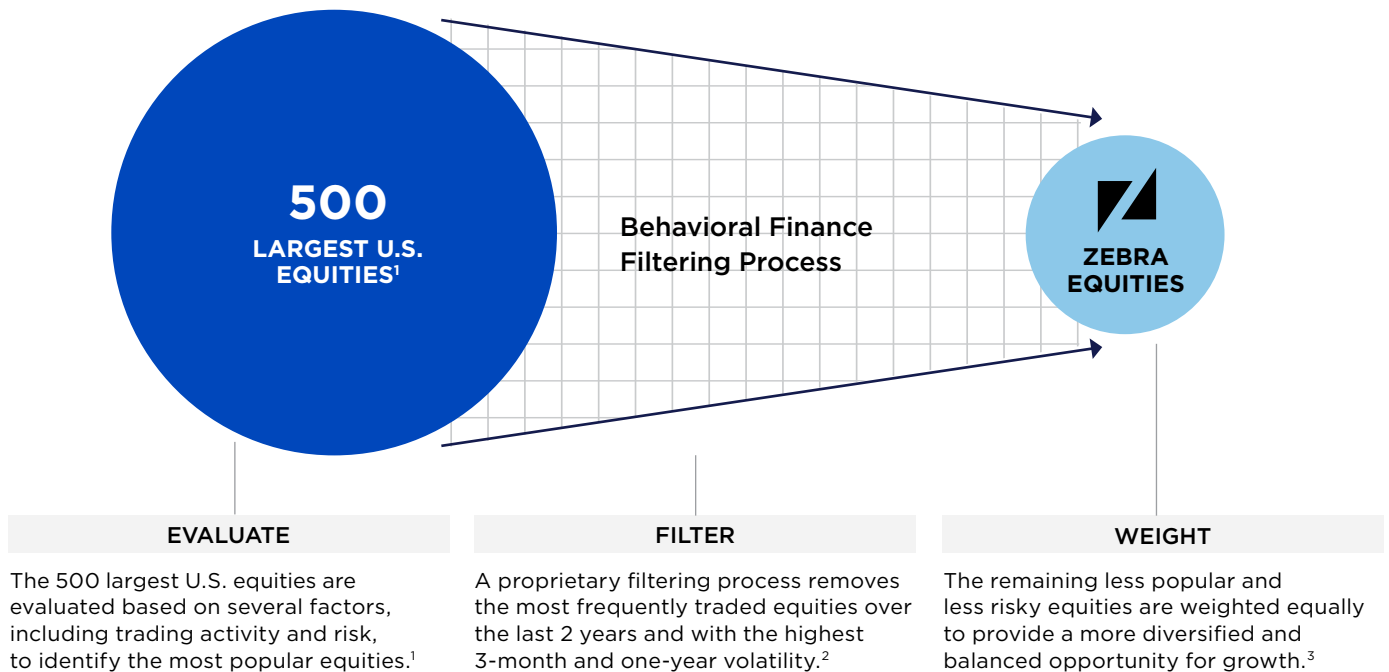 500
LARGEST U.S.
EQUITIES¹
Behavioral Finance
Filtering Process
ZEBRA
EQUITIES
EVALUATE
The 500 largest U.S. equities are
evaluated based on several factors,
including trading activity and risk,
to identify the most popular equities.¹
FILTER
A proprietary filtering process removes
the most frequently traded equities over
the last 2 years and with the highest
3-month and one-year volatility.²
WEIGHT
The remaining less popular and
less risky equities are weighted equally
to provide a more diversified and
balanced opportunity for growth.³